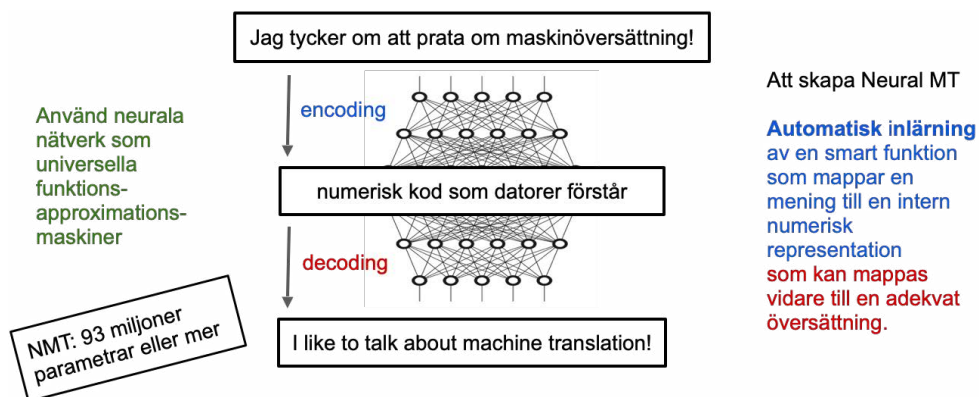 Jag tycker om att prata om maskinöversättning!
encoding
Använd neurala
nätverk som
universella
funktions-
approximations-
maskiner
numerisk kod som datorer förstår
decoding
NMT: 93 miljoner
parametrar eller mer
I like to talk about machine translation!
Att skapa Neural MT
Automatisk inlärning
av en smart funktion
som mappar en
mening till en intern
numerisk
representation
som kan mappas
vidare till en adekvat
översättning.